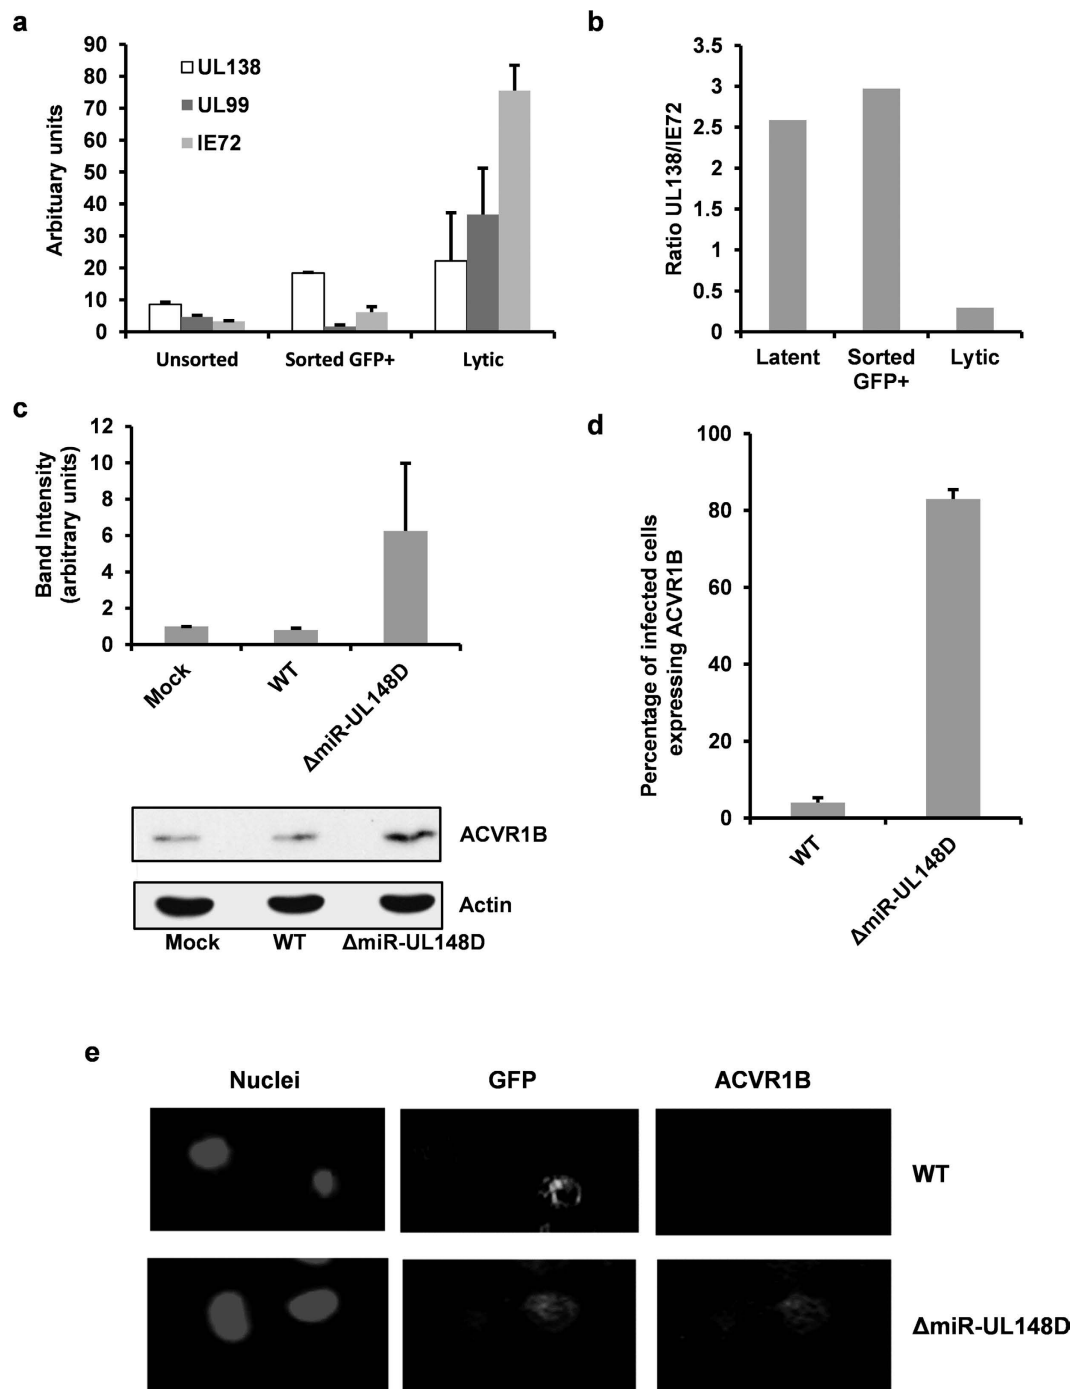 a
Arbituary units
90
80
70
60
50
40
30
20
10
0
UL138
UL99
IE72
Unsorted
Sorted GFP+
Lytic
b
Ratio UL138/IE72
3.5
3
2.5
2
1.5
1
0.5
0
Latent
Sorted
GFP+
Lytic
c
Band Intensity
(arbitrary units)
12
10
8
6
4
2
0
Mock
WT
ΔmiR-UL148D
ACVR1B
Actin
Mock
WT
ΔmiR-UL148D
d
Percentage of infected cells
expressing ACVR1B
100
80
60
40
20
0
WT
ΔmiR-UL148D
e
Nuclei
GFP
ACVR1B
WT
ΔmiR-UL148D